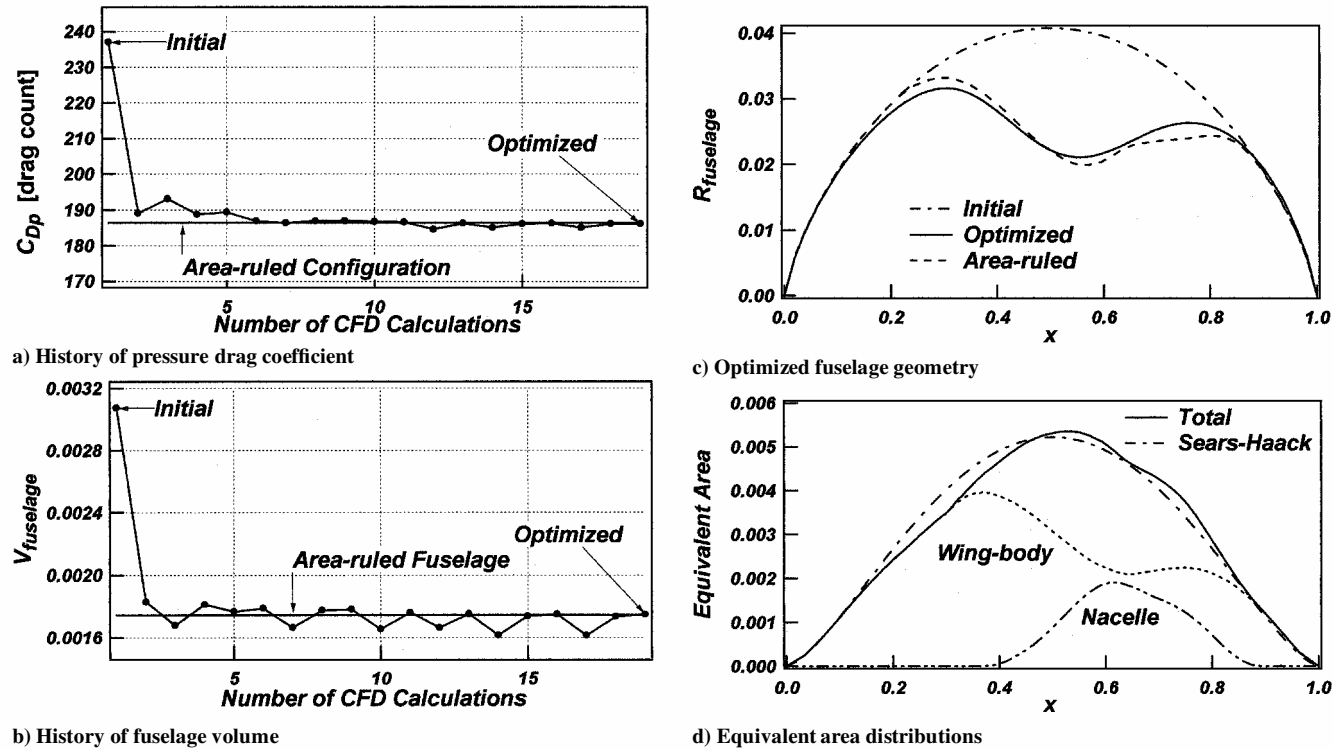 240
230
220
210
200
190
180
170
C_Dp [drag count]
Initial
Optimized
Area-ruled Configuration
5
10
15
Number of CFD Calculations
a) History of pressure drag coefficient
0.0032
0.0028
0.0024
0.0020
0.0016
V_fuselage
Initial
Optimized
Area-ruled Fuselage
5
10
15
Number of CFD Calculations
b) History of fuselage volume
0.04
0.03
0.02
0.01
0.00
R_fuselage
Initial
Optimized
Area-ruled
0.0
0.2
0.4
0.6
0.8
1.0
x
c) Optimized fuselage geometry
0.006
0.005
0.004
0.003
0.002
0.001
0.000
Equivalent Area
Total
Sears-Haack
Wing-body
Nacelle
0.0
0.2
0.4
0.6
0.8
1.0
x
d) Equivalent area distributions